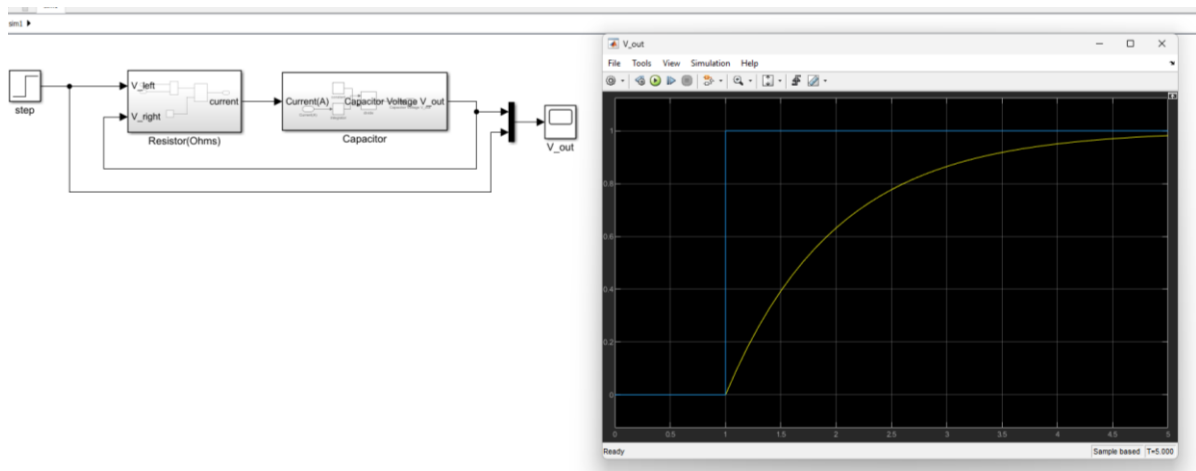 sim1
V_left
current
V_right
step
Resistor(Ohms)
Current(A)
Capacitor Voltage V_out
Capacitor
V_out
V_out
File Tools View Simulation Help
1
0.8
0.6
0.4
0.2
0
0 0.5 1 1.5 2 2.5 3 3.5 4 4.5 5
Ready
Sample based T=5.000